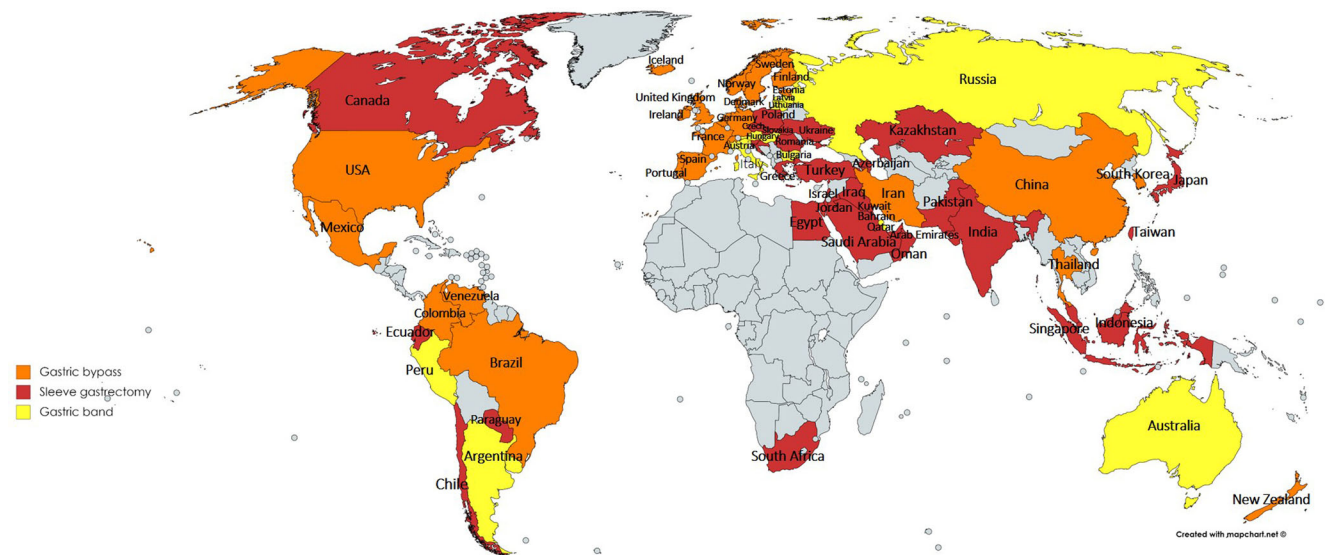 Iceland
Sweden
Norway
Finland
Russia
Estonia
Latvia
Lithuania
United Kingdom
Denmark
Ireland
Germany
Poland
Canada
Czech
Slovakia
Ukraine
Kazakhstan
France
Hungary
Romania
Austria
Bulgaria
USA
Spain
Italy
Azerbaijan
Portugal
Greece
Turkey
South Korea
Japan
China
Israel
Iraq
Iran
Pakistan
Jordan
Kuwait
Bahrain
Mexico
Egypt
Qatar
Arab Emirates
India
Taiwan
Saudi Arabia
Oman
Thailand
Venezuela
Colombia
Ecuador
Singapore
Indonesia
Brazil
Peru
Gastric bypass
Sleeve gastrectomy
Gastric band
Paraguay
Australia
Argentina
South Africa
Chile
New Zealand
Created with mapchart.net ©